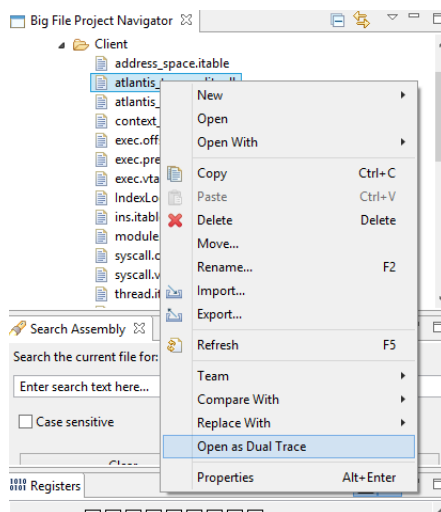 Big File Project Navigator
Client
address_space.itable
atlantis_
atlantis_
context_
exec.off
exec.pre
exec.vta
IndexLo
ins.itabl
module
syscall.
syscall.v
thread.it
New
Open
Open With
Copy Ctrl+C
Paste Ctrl+V
Delete Delete
Move...
Rename... F2
Import...
Export...
Refresh F5
Team
Compare With
Replace With
Open as Dual Trace
Properties Alt+Enter
Search Assembly
Search the current file for:
Enter search text here...
Case sensitive
Clear
Registers